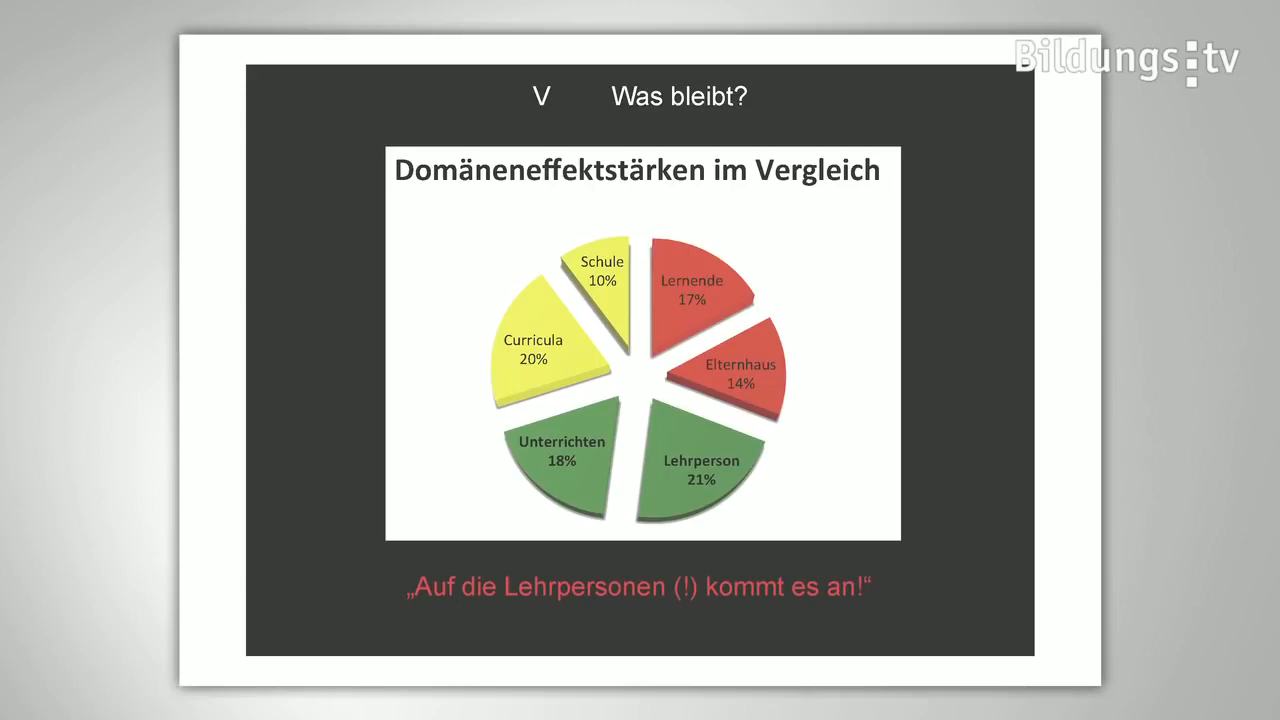 Bildungs:tv
V Was bleibt?
Domäneneffektstärken im Vergleich
Schule
10%
Lernende
17%
Curricula
20%
Elternhaus
14%
Unterrichten
18%
Lehrperson
21%
„Auf die Lehrpersonen (!) kommt es an!“